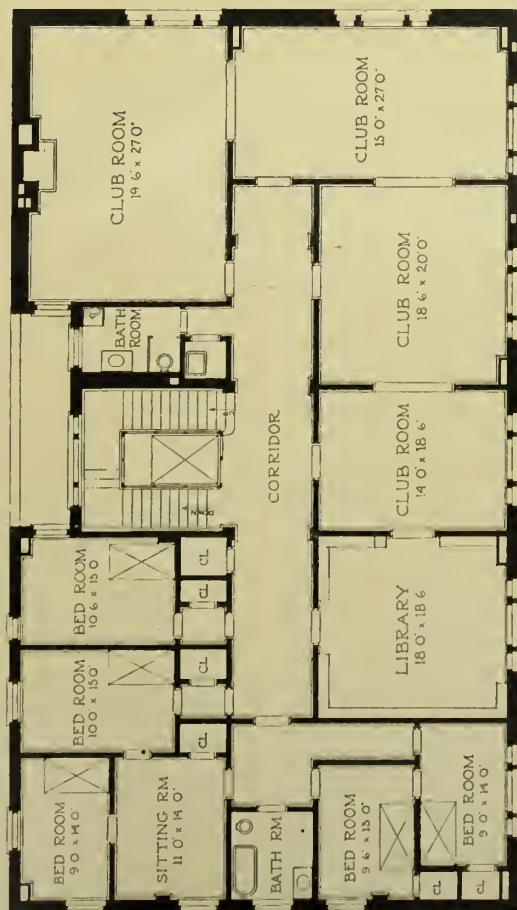 CLUB ROOM
19 6" x 27 0"
CLUB ROOM
15 0" x 27 0"
BATH
ROOM
CLUB ROOM
18' 6" x 20' 0"
CORRIDOR
CLUB ROOM
14 0" x 18 6"
BED ROOM
10 6" x 15 0
CL
CL
LIBRARY
18 0" x 18 6
BED ROOM
10 0" x 15 0"
CL
CL
BED ROOM
9 0 x 14 0"
SITTING RM
11 0" x 14 0"
BATH RM
BED ROOM
9' 6" x 13 0"
BED ROOM
9 0" x 14 0"
CL
CL